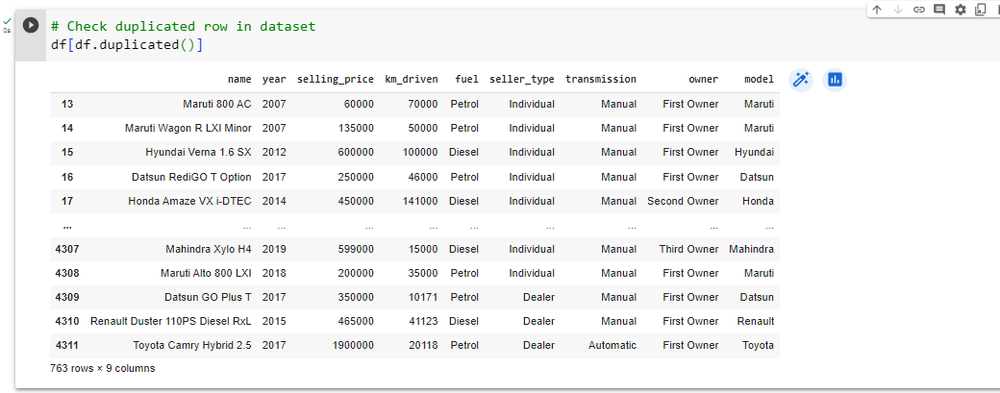 # Check duplicated row in dataset
df[df.duplicated()]
0s
name year selling_price km_driven fuel seller_type transmission owner model
13 Maruti 800 AC 2007 60000 70000 Petrol Individual Manual First Owner Maruti
14 Maruti Wagon R LXI Minor 2007 135000 50000 Petrol Individual Manual First Owner Maruti
15 Hyundai Verna 1.6 SX 2012 600000 100000 Diesel Individual Manual First Owner Hyundai
16 Datsun RediGO T Option 2017 250000 46000 Petrol Individual Manual First Owner Datsun
17 Honda Amaze VX i-DTEC 2014 450000 141000 Diesel Individual Manual Second Owner Honda
... ... ... ... ... ... ... ... ... ...
4307 Mahindra Xylo H4 2019 599000 15000 Diesel Individual Manual Third Owner Mahindra
4308 Maruti Alto 800 LXI 2018 200000 35000 Petrol Individual Manual First Owner Maruti
4309 Datsun GO Plus T 2017 350000 10171 Petrol Dealer Manual First Owner Datsun
4310 Renault Duster 110PS Diesel RxL 2015 465000 41123 Diesel Dealer Manual First Owner Renault
4311 Toyota Camry Hybrid 2.5 2017 1900000 20118 Petrol Dealer Automatic First Owner Toyota
763 rows × 9 columns